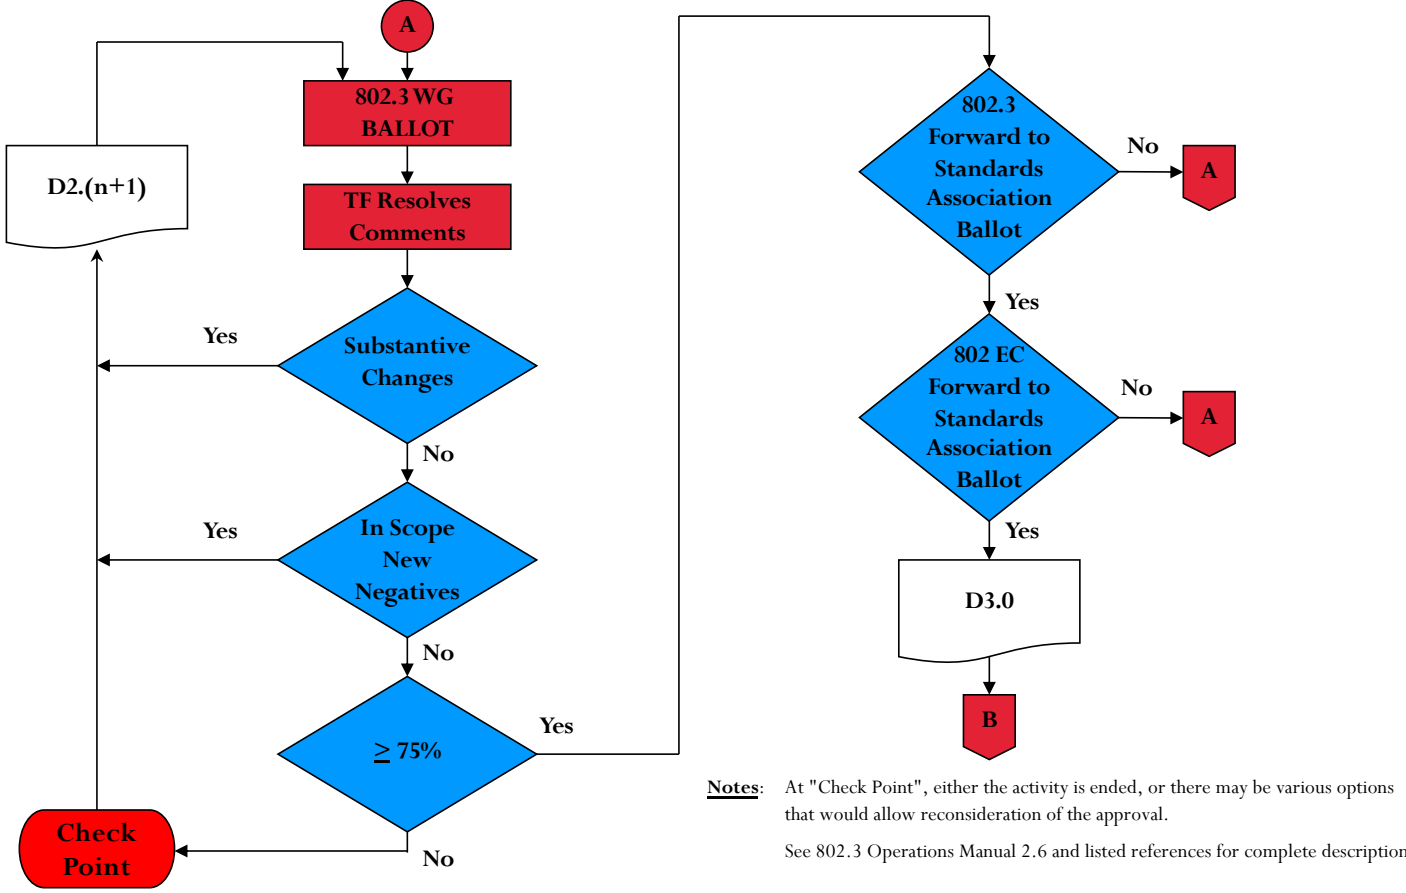 A
802.3 WG
BALLOT
D2.(n+1)
TF Resolves
Comments
Yes
Substantive
Changes
No
Yes
In Scope
New
Negatives
No
≥ 75%
Yes
No
Check
Point
802.3
Forward to
Standards
Association
Ballot
No
A
Yes
802 EC
Forward to
Standards
Association
Ballot
No
A
Yes
D3.0
B
Notes: At "Check Point", either the activity is ended, or there may be various options
that would allow reconsideration of the approval.
See 802.3 Operations Manual 2.6 and listed references for complete description